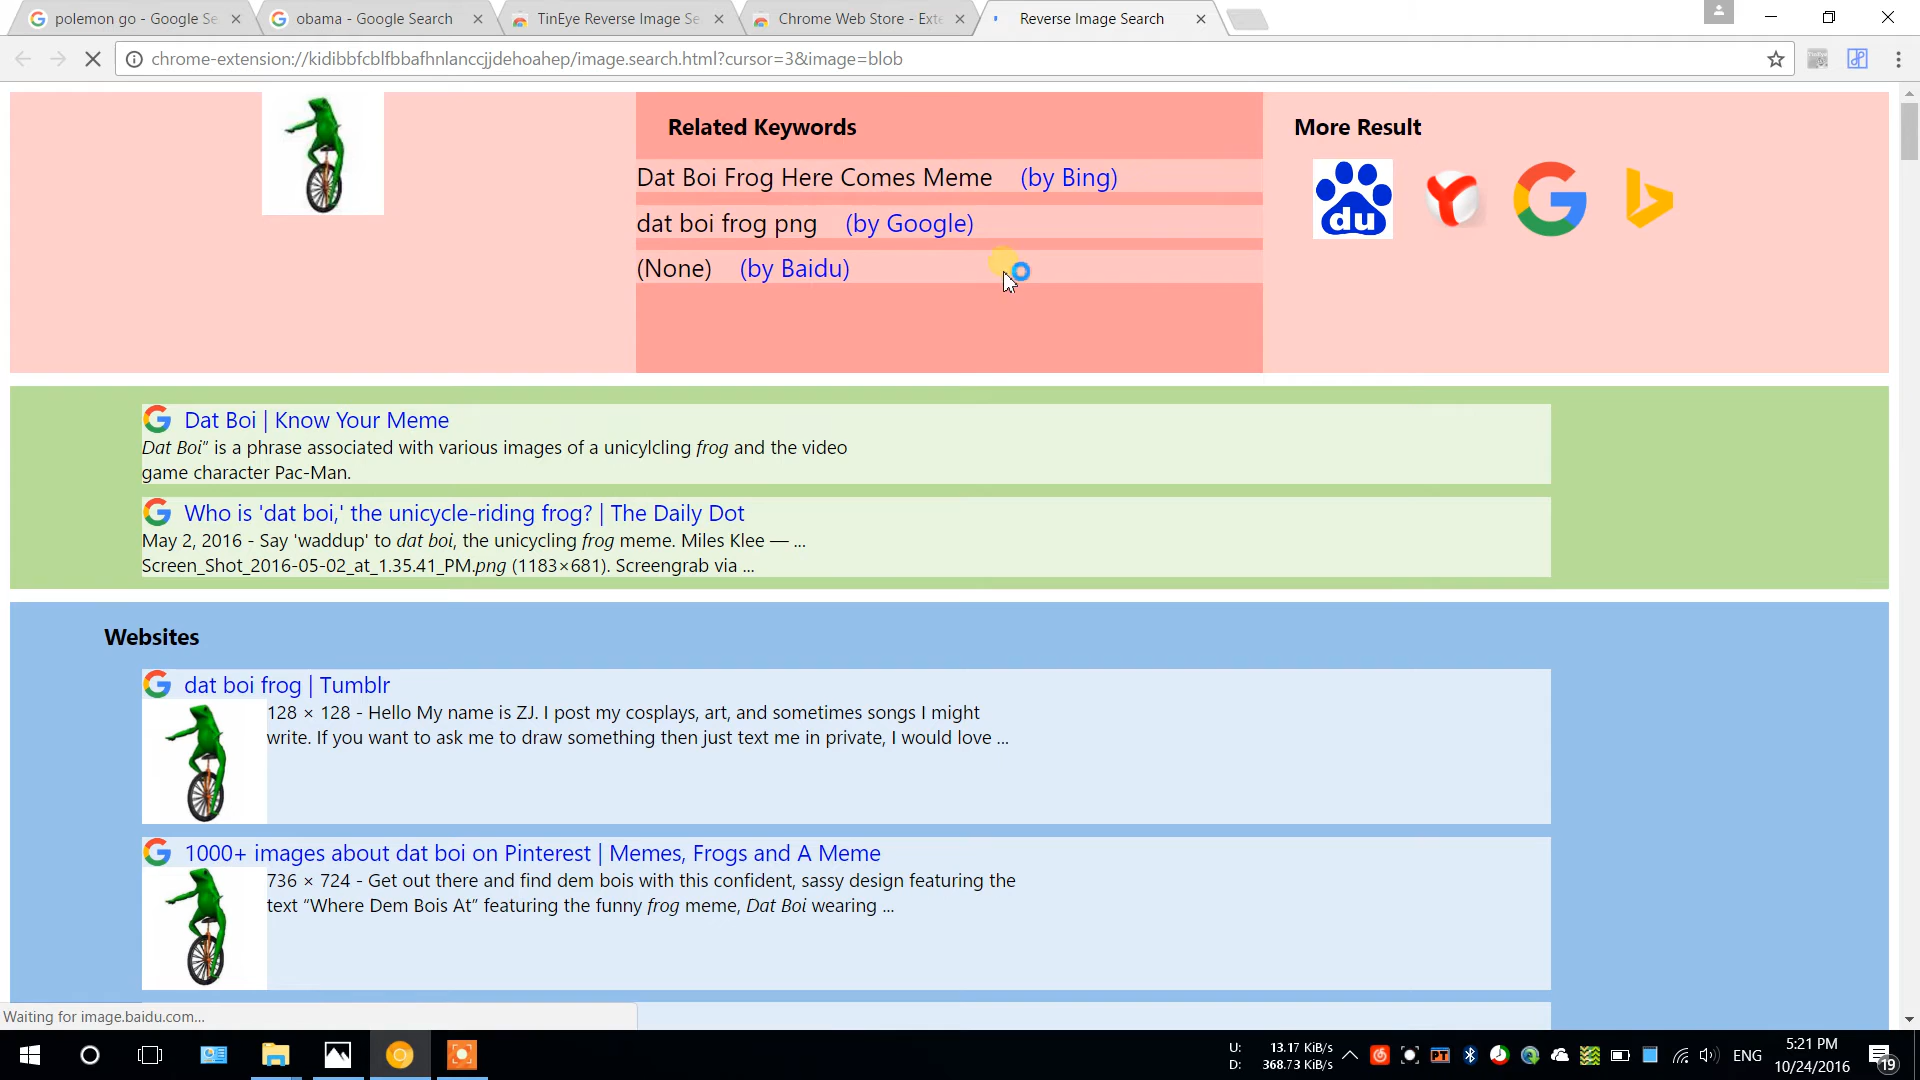 polemon go - Google Se
obama - Google Search
TinEye Reverse Image Se
Chrome Web Store - Exte
Reverse Image Search
chrome-extension://kidibbfcblfbbafhnlanccjjdehoahep/image.search.html?cursor=3&image=blob
Related Keywords
Dat Boi Frog Here Comes Meme (by Bing)
dat boi frog png (by Google)
(None) (by Baidu)
More Result
du
Dat Boi | Know Your Meme
Dat Boi” is a phrase associated with various images of a unicylcling frog and the video
game character Pac-Man.
Who is 'dat boi,' the unicycle-riding frog? | The Daily Dot
May 2, 2016 - Say 'waddup' to dat boi, the unicycling frog meme. Miles Klee — ...
Screen_Shot_2016-05-02_at_1.35.41_PM.png (1183×681). Screengrab via ...
Websites
dat boi frog | Tumblr
128 × 128 - Hello My name is ZJ. I post my cosplays, art, and sometimes songs I might
write. If you want to ask me to draw something then just text me in private, I would love ...
1000+ images about dat boi on Pinterest | Memes, Frogs and A Meme
736 × 724 - Get out there and find dem bois with this confident, sassy design featuring the
text “Where Dem Bois At” featuring the funny frog meme, Dat Boi wearing ...
Waiting for image.baidu.com...
U: 13.17 KiB/s
D: 368.73 KiB/s
PT
ENG
5:21 PM
10/24/2016
19